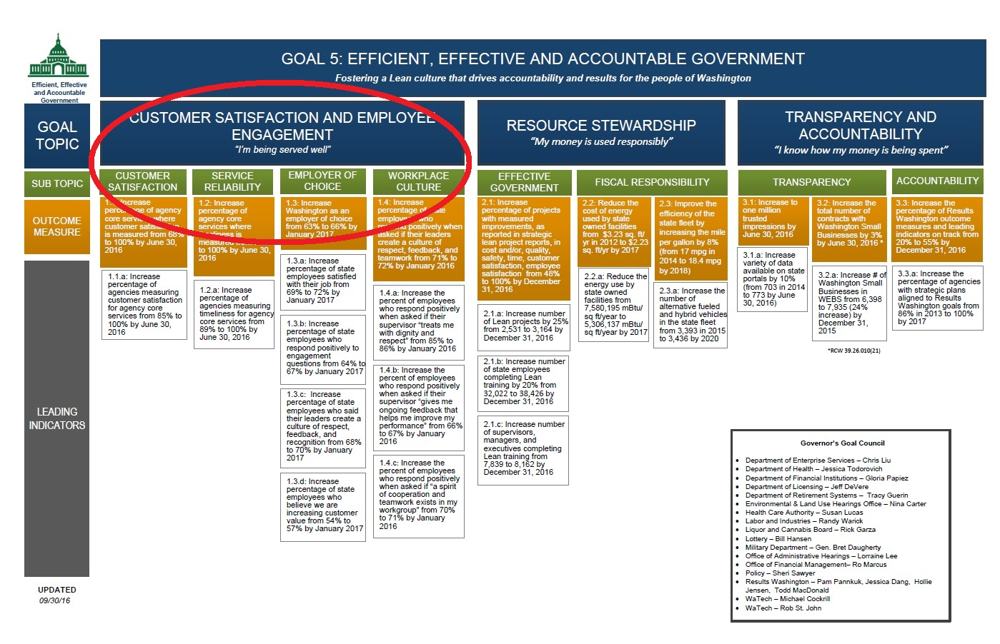 Efficient, Effective
and Accountable
Government
GOAL 5: EFFICIENT, EFFECTIVE AND ACCOUNTABLE GOVERNMENT
Fostering a Lean culture that drives accountability and results for the people of Washington
GOAL
TOPIC
CUSTOMER SATISFACTION AND EMPLOYEE
ENGAGEMENT
“I’m being served well”
RESOURCE STEWARDSHIP
“My money is used responsibly”
TRANSPARENCY AND
ACCOUNTABILITY
“I know how my money is being spent”
SUB TOPIC
CUSTOMER
SATISFACTION
SERVICE
RELIABILITY
EMPLOYER OF
CHOICE
WORKPLACE
CULTURE
EFFECTIVE
GOVERNMENT
FISCAL RESPONSIBILITY
TRANSPARENCY
ACCOUNTABILITY
OUTCOME
MEASURE
Increase
percentage of agency
core services where
customer
is measured from 68%
to 100% by June 30,
2016
1.2: Increase
percentage of
agency core
services where
timeliness is
measured
to 100% by June 30,
2016
1.3: Increase
Washington as an
employer of choice
from 63% to 66% by
January 2017
1.4: Increase
percentage of state
who
respond positively when
asked if their leaders
create a culture of
respect, feedback, and
teamwork from 71% to
72% by January 2016
2.1: Increase
percentage of projects
with measured
improvements, as
reported in strategic
lean project reports, in
cost and/or, quality,
safety, time, customer
satisfaction, employee
satisfaction from 48%
to 100% by December
31, 2016
2.2: Reduce the
cost of energy
used by state
owned facilities
from $3.23 sq. ft/
yr in 2012 to $2.23
sq. ft/yr by 2017
2.3: Improve the
efficiency of the
state fleet by
increasing the mile
per gallon by 8%
(from 17 mpg in
2014 to 18.4 mpg
by 2018)
3.1: Increase to
one million
trusted
impressions by
June 30, 2016
3.2: Increase the
total number of
contracts with
Washington Small
Businesses by 3%
by June 30, 2016 *
3.3: Increase the
percentage of Results
Washington outcome
measures and leading
indicators on track from
20% to 55% by
December 31, 2016
LEADING
INDICATORS
1.1.a: Increase
percentage of
agencies measuring
customer satisfaction
for agency core
services from 85% to
100% by June 30,
2016
1.2.a: Increase
percentage of
agencies measuring
timeliness for agency
core services from
89% to 100% by
June 30, 2016
1.3.a: Increase
percentage of state
employees satisfied
with their job from
69% to 72% by
January 2017
1.3.b: Increase
percentage of state
employees who
respond positively to
engagement
questions from 64% to
67% by January 2017
1.3.c: Increase
percentage of state
employees who said
their leaders create a
culture of respect,
feedback, and
recognition from 68%
to 70% by January
2017
1.3.d: Increase
percentage of state
employees who
believe we are
increasing customer
value from 54% to
57% by January 2017
1.4.a: Increase the
percent of employees
who respond positively
when asked if their
supervisor “treats me
with dignity and
respect” from 85% to
86% by January 2016
1.4.b: Increase the
percent of employees
who respond positively
when asked if their
supervisor “gives me
ongoing feedback that
helps me improve my
performance” from 66%
to 67% by January
2016
1.4.c: Increase the
percent of employees
who respond positively
when asked if “a spirit
of cooperation and
teamwork exists in my
workgroup” from 70%
to 71% by January
2016
2.1.a: Increase number
of Lean projects by 25%
from 2,531 to 3,164 by
December 31, 2016
2.1.b: Increase number
of state employees
completing Lean
training by 20% from
32,022 to 38,426 by
December 31, 2016
2.1.c: Increase number
of supervisors,
managers, and
executives completing
Lean training from
7,839 to 8,162 by
December 31, 2016
2.2.a: Reduce the
energy use by
state owned
facilities from
7,580,195 mBtu/
sq ft/year to
5,306,137 mBtu/
sq ft/year by 2017
2.3.a: Increase the
number of
alternative fueled
and hybrid vehicles
in the state fleet
from 3,393 in 2015
to 3,436 by 2020
3.1.a: Increase
variety of data
available on state
portals by 10%
(from 703 in 2014
to 773 by June
30, 2016)
3.2.a: Increase # of
Washington Small
Businesses in
WEBS from 6,398
to 7,935 (24%
increase) by
December 31,
2015
*RCW 39.26.010(21)
3.3.a: Increase the
percentage of agencies
with strategic plans
aligned to Results
Washington goals from
86% in 2013 to 100%
by 2017
Governor’s Goal Council
• Department of Enterprise Services – Chris Liu
• Department of Health – Jessica Todorovich
• Department of Financial Institutions – Gloria Papiez
• Department of Licensing – Jeff DeVere
• Department of Retirement Systems – Tracy Guerin
• Environmental & Land Use Hearings Office – Nina Carter
• Health Care Authority – Susan Lucas
• Labor and Industries – Randy Warick
• Liquor and Cannabis Board – Rick Garza
• Lottery – Bill Hansen
• Military Department – Gen. Bret Daugherty
• Office of Administrative Hearings – Lorraine Lee
• Office of Financial Management– Ro Marcus
• Policy – Sheri Sawyer
• Results Washington – Pam Pannkuk, Jessica Dang, Hollie
Jensen, Todd MacDonald
• WaTech – Michael Cockrill
• WaTech – Rob St. John
UPDATED
09/30/16